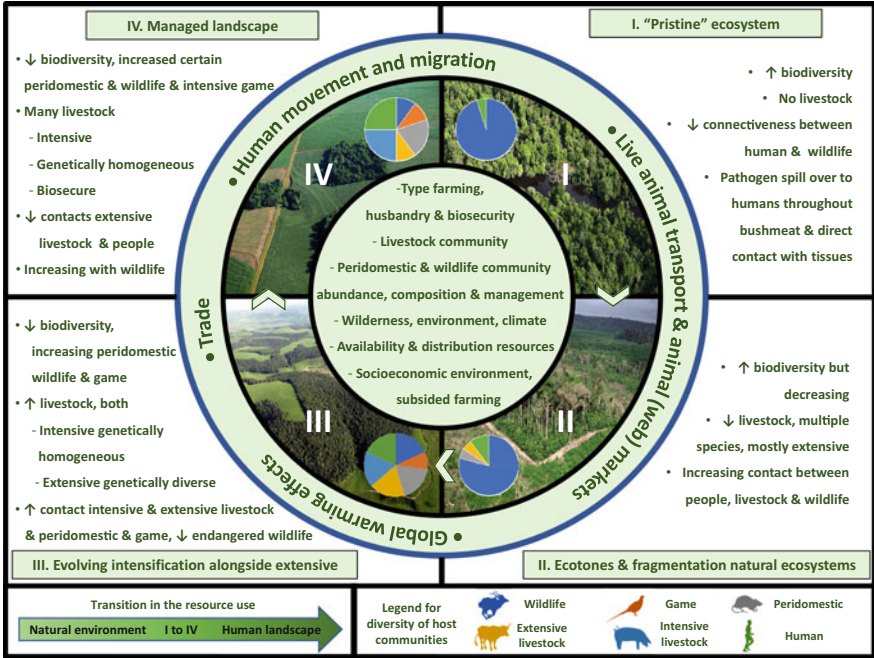 IV. Managed landscape
• ↓ biodiversity, increased certain
peridomestic & wildlife & intensive game
• Many livestock
- Intensive
- Genetically homogeneous
- Biosecure
• ↓ contacts extensive
livestock & people
• Increasing with wildlife
I. “Pristine” ecosystem
• ↑ biodiversity
• No livestock
• ↓ connectiveness between
human & wildlife
• Pathogen spill over to
humans throughout
bushmeat & direct
contact with tissues
• Human movement and migration
• Live animal transport & animal (web) markets
• Global warming effects
• Trade
IV
I
II
III
-Type farming,
husbandry & biosecurity
- Livestock community
- Peridomestic & wildlife community
abundance, composition & management
- Wilderness, environment, climate
- Availability & distribution resources
- Socioeconomic environment,
subsided farming
• ↓ biodiversity,
increasing peridomestic
wildlife & game
• ↑ livestock, both
- Intensive genetically
homogeneous
- Extensive genetically diverse
• ↑ contact intensive & extensive livestock
& peridomestic & game, ↓ endangered wildlife
III. Evolving intensification alongside extensive
• ↑ biodiversity but
decreasing
• ↓ livestock, multiple
species, mostly extensive
• Increasing contact between
people, livestock & wildlife
II. Ecotones & fragmentation natural ecosystems
Transition in the resource use
Natural environment I to IV Human landscape
Legend for
diversity of host
communities
Wildlife
Game
Peridomestic
Extensive
livestock
Intensive
livestock
Human